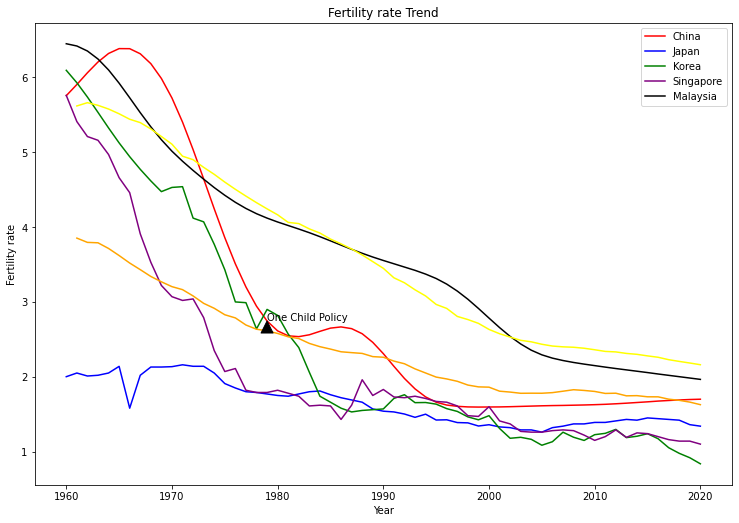 Fertility rate Trend
China
Japan
Korea
Singapore
Malaysia
6
5
4
3
2
1
Fertility rate
One Child Policy
1960
1970
1980
1990
2000
2010
2020
Year